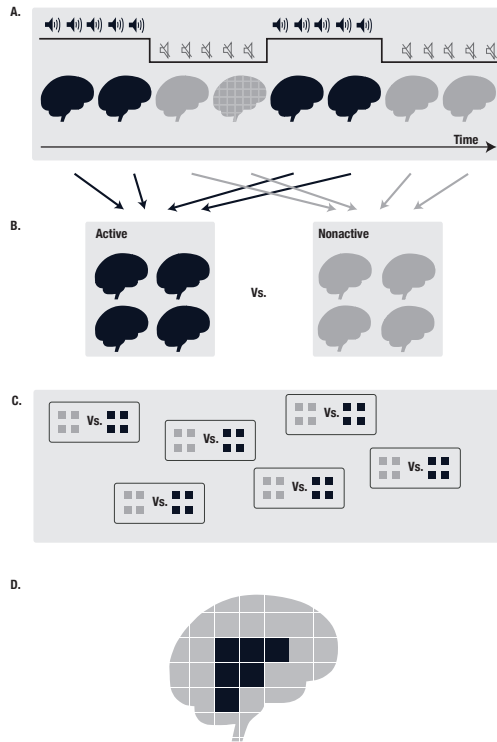 A.
Time
B.
Active
Nonactive
Vs.
C.
Vs.
Vs.
Vs.
Vs.
Vs.
Vs.
D.